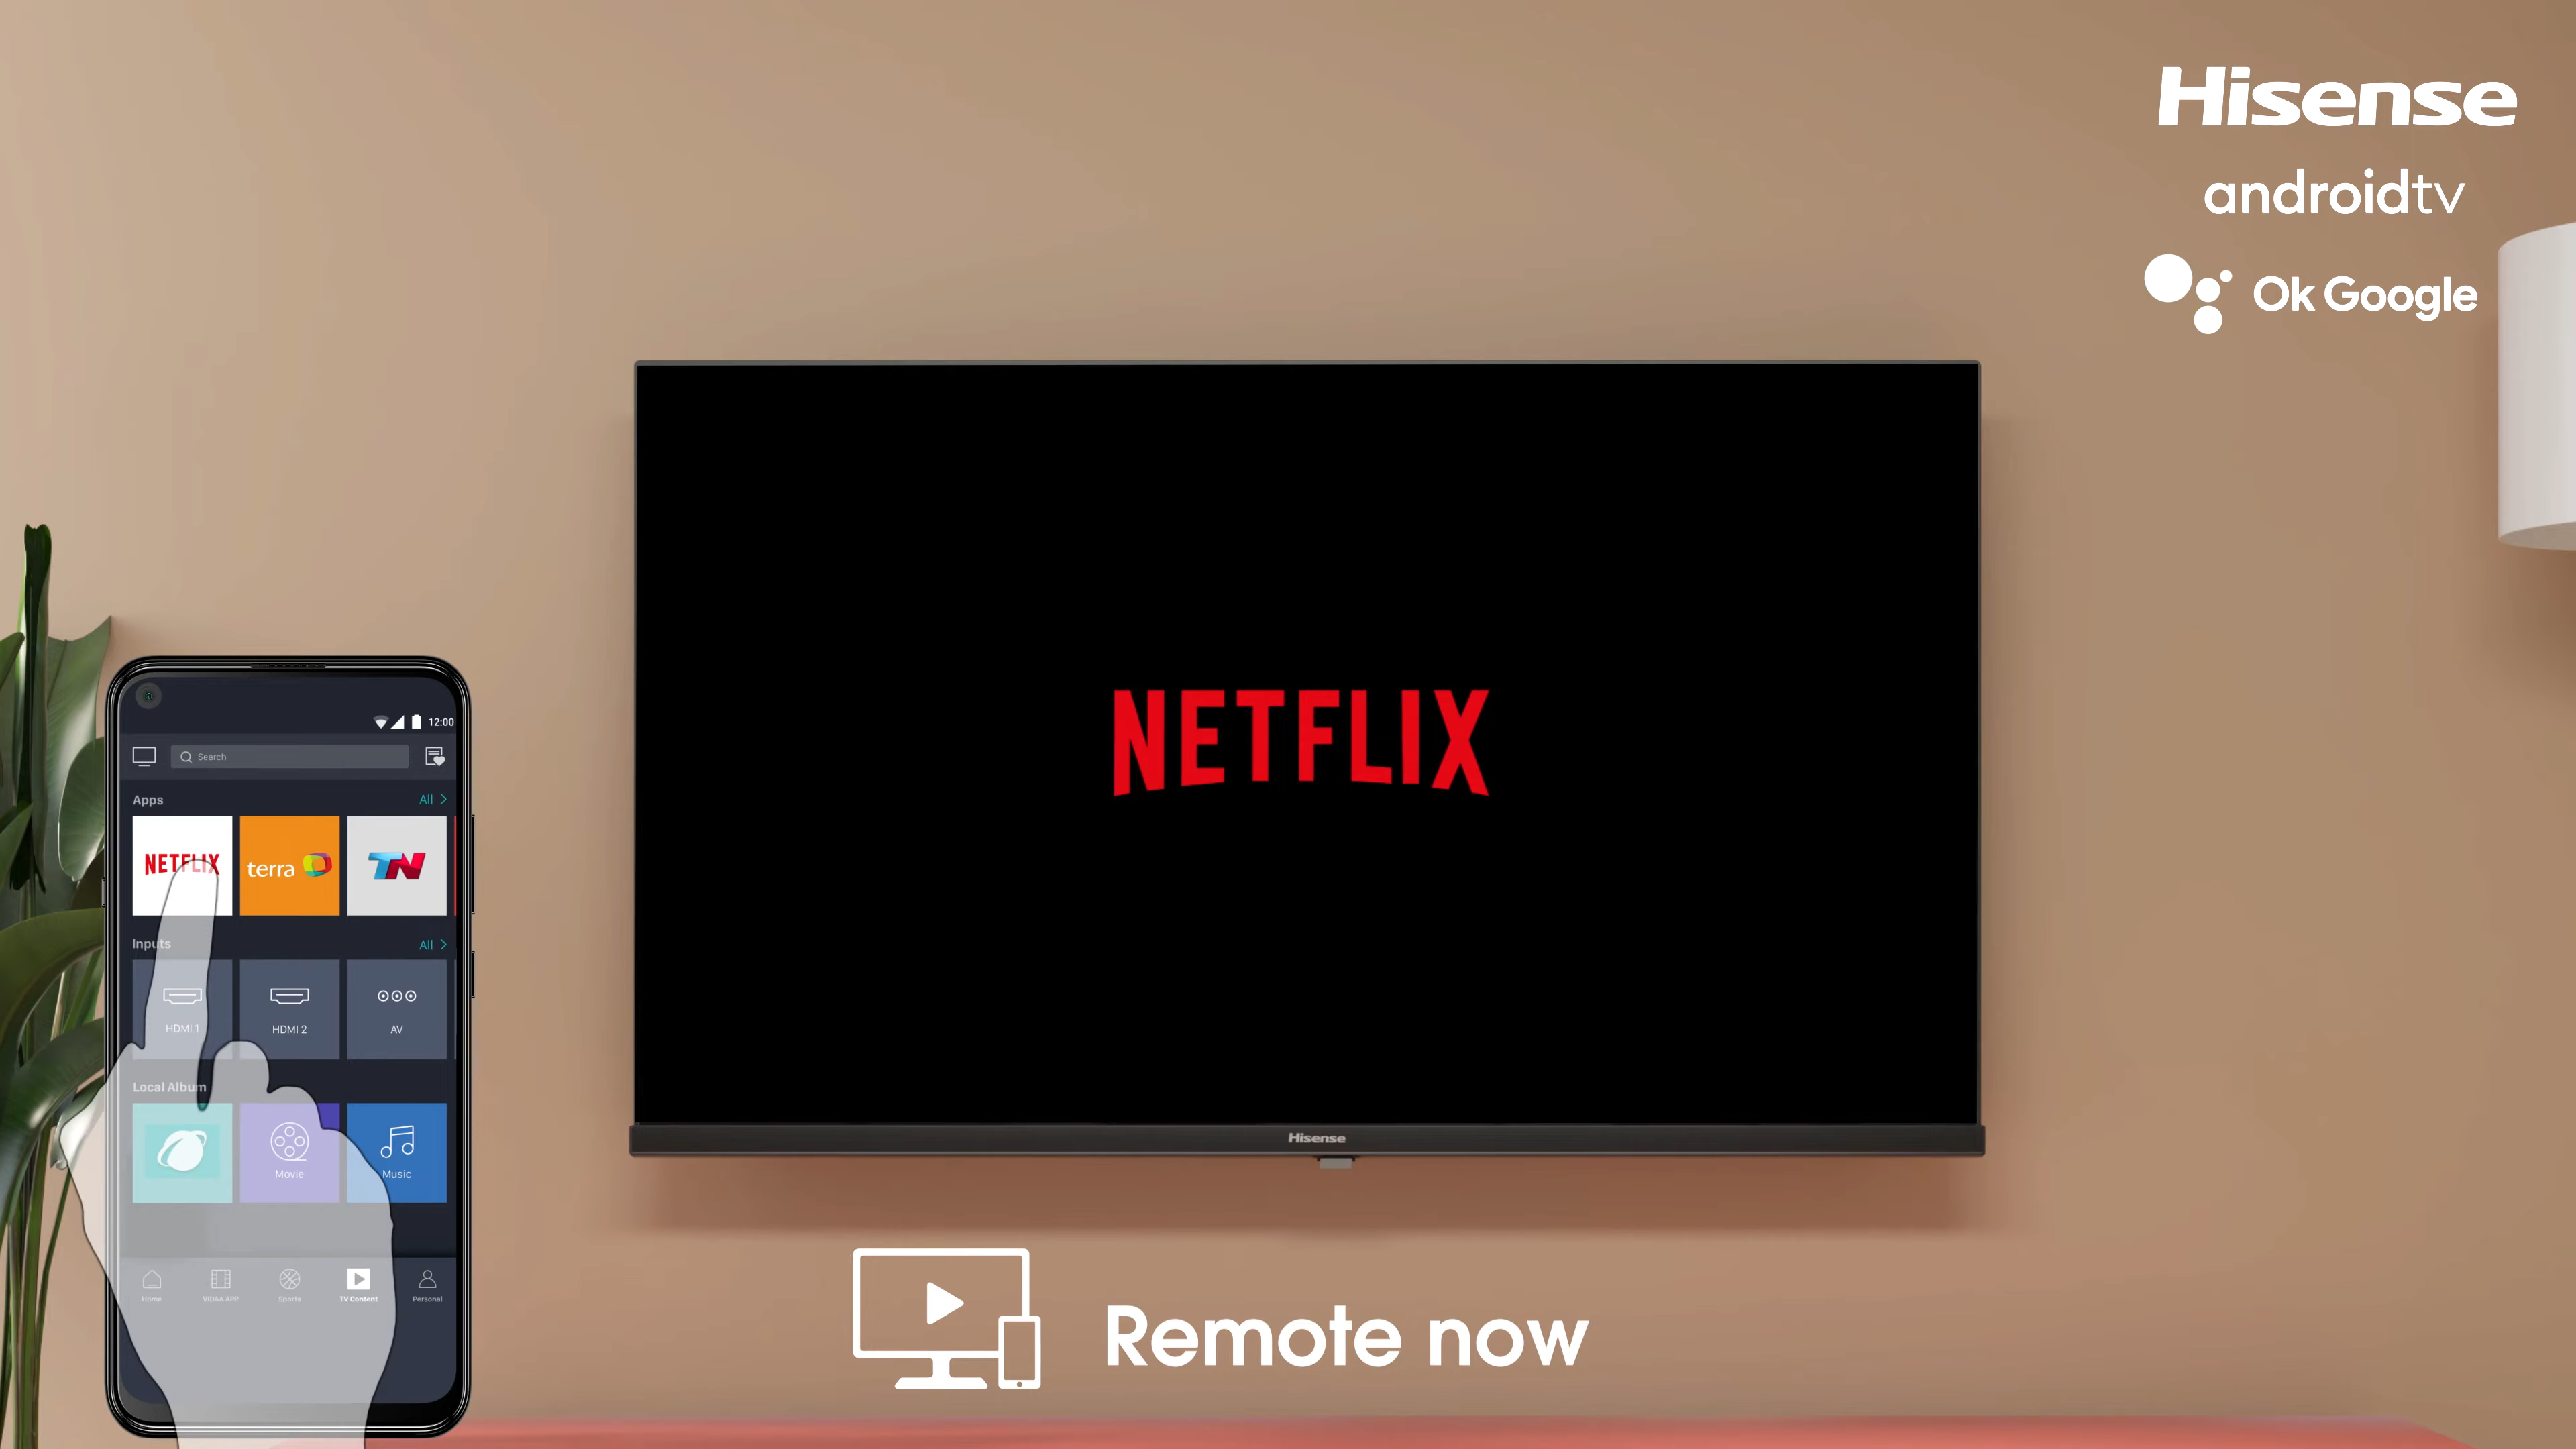 Hisense
androidtv
Ok Google
NETFLIX
Hisense
Remote now
12:00
Search
Apps
All >
NETFLIX
terra
TN
Inputs
All >
HDMI 1
HDMI 2
AV
Local Album
Movie
Music
Home
VIDAA APP
Sports
TV Content
Personal